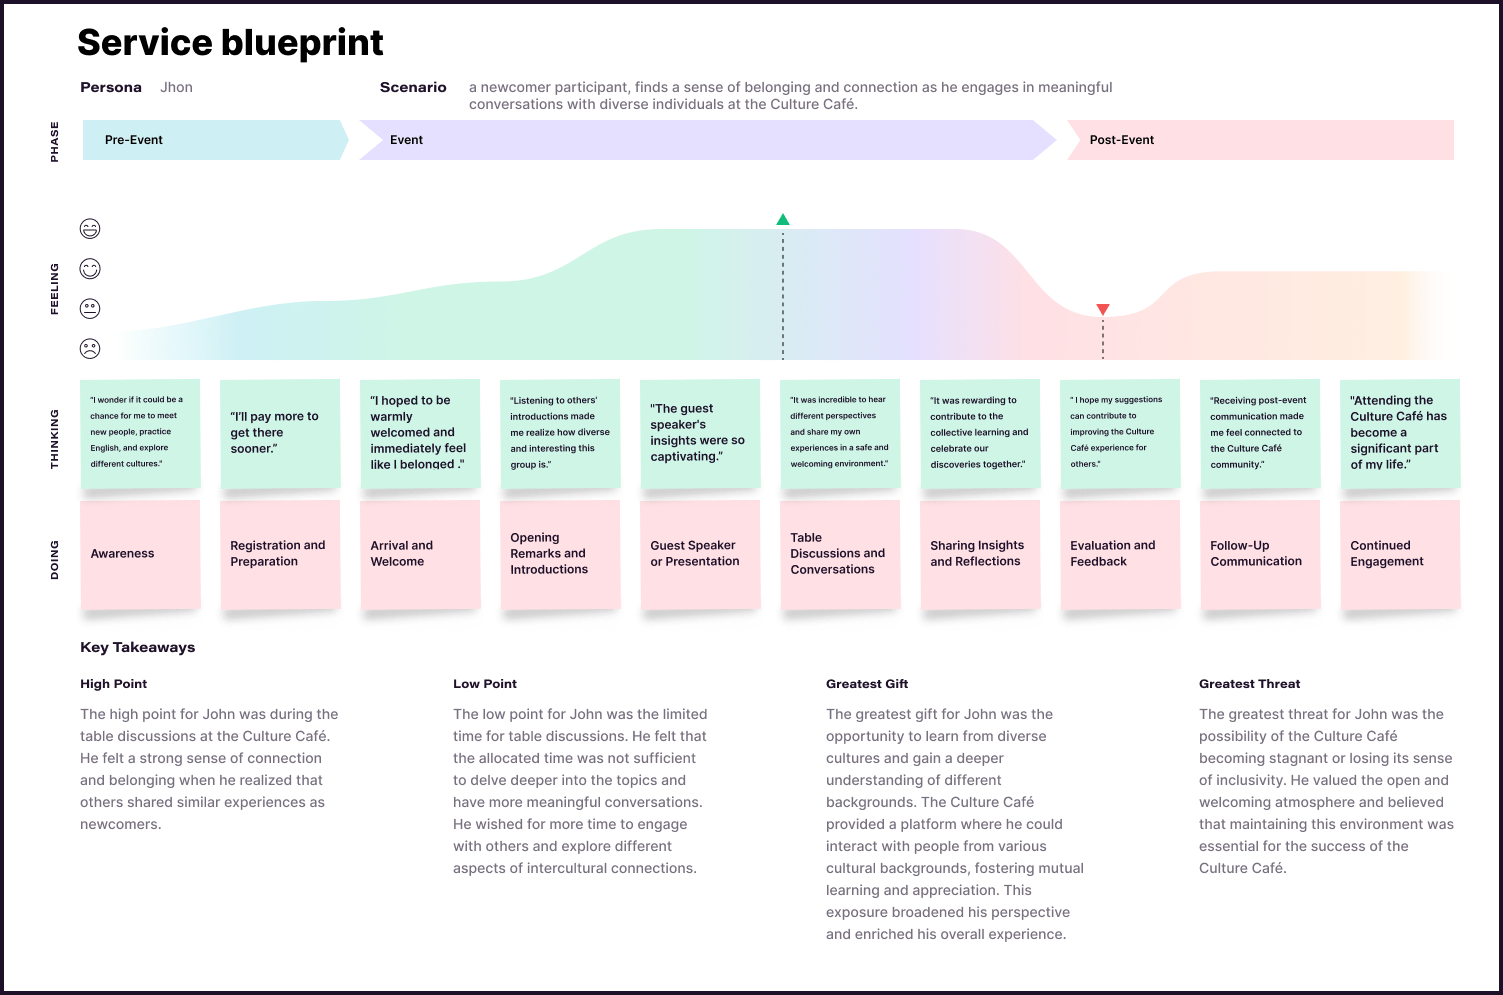 Service blueprint
Persona Jhon
Scenario a newcomer participant, finds a sense of belonging and connection as he engages in meaningful
conversations with diverse individuals at the Culture Café.
PHASE
Pre-Event
Event
Post-Event
FEELING
THINKING
"I wonder if it could be a
chance for me to meet
new people, practice
English, and explore
different cultures."
“I’ll pay more to
get there
sooner.”
“I hoped to be
warmly
welcomed and
immediately feel
like I belonged ."
"Listening to others'
introductions made
me realize how diverse
and interesting this
group is.”
"The guest
speaker's
insights were so
captivating.”
"It was incredible to hear
different perspectives
and share my own
experiences in a safe and
welcoming environment."
"It was rewarding to
contribute to the
collective learning and
celebrate our
discoveries together."
" I hope my suggestions
can contribute to
improving the Culture
Café experience for
others."
"Receiving post-event
communication made
me feel connected to
the Culture Café
community.”
"Attending the
Culture Café has
become a
significant part
of my life.”
DOING
Awareness
Registration and
Preparation
Arrival and
Welcome
Opening
Remarks and
Introductions
Guest Speaker
or Presentation
Table
Discussions and
Conversations
Sharing Insights
and Reflections
Evaluation and
Feedback
Follow-Up
Communication
Continued
Engagement
Key Takeaways
High Point
The high point for John was during the
table discussions at the Culture Café.
He felt a strong sense of connection
and belonging when he realized that
others shared similar experiences as
newcomers.
Low Point
The low point for John was the limited
time for table discussions. He felt that
the allocated time was not sufficient
to delve deeper into the topics and
have more meaningful conversations.
He wished for more time to engage
with others and explore different
aspects of intercultural connections.
Greatest Gift
The greatest gift for John was the
opportunity to learn from diverse
cultures and gain a deeper
understanding of different
backgrounds. The Culture Café
provided a platform where he could
interact with people from various
cultural backgrounds, fostering mutual
learning and appreciation. This
exposure broadened his perspective
and enriched his overall experience.
Greatest Threat
The greatest threat for John was the
possibility of the Culture Café
becoming stagnant or losing its sense
of inclusivity. He valued the open and
welcoming atmosphere and believed
that maintaining this environment was
essential for the success of the
Culture Café.